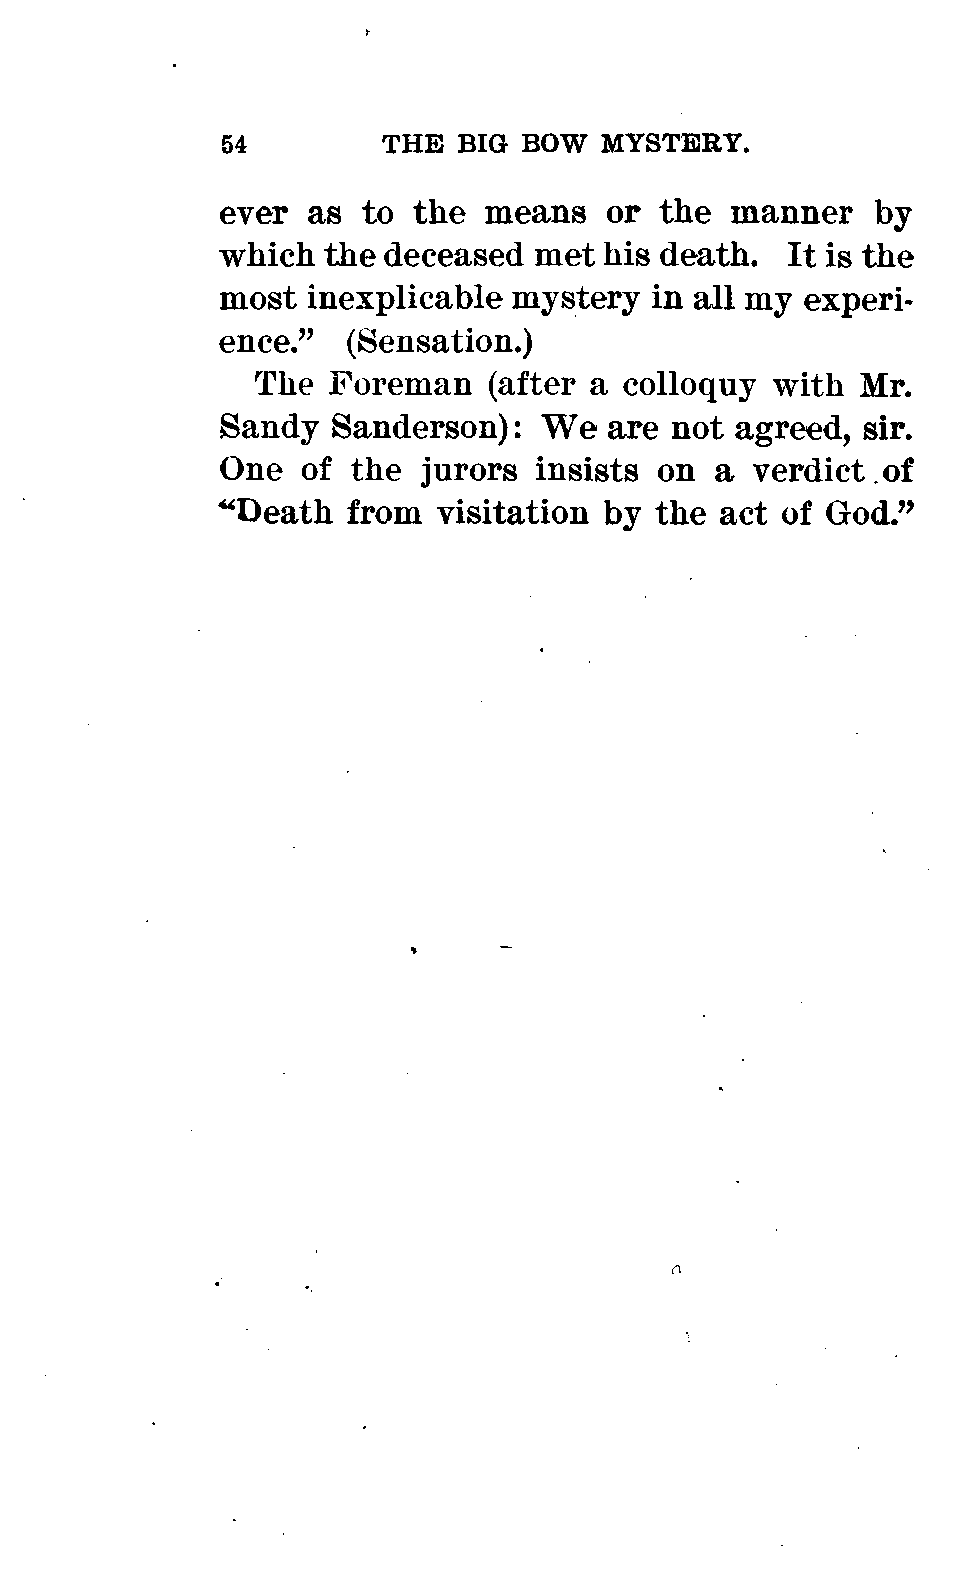 54 THE BIG BOW MYSTERY.
ever as to the means or the manner by
which the deceased met his death. It is the
most inexplicable mystery in all my experi-
ence.” (Sensation.)
The Foreman (after a colloquy with Mr.
Sandy Sanderson): We are not agreed, sir.
One of the jurors insists on a verdict of
“Death from visitation by the act of God.”